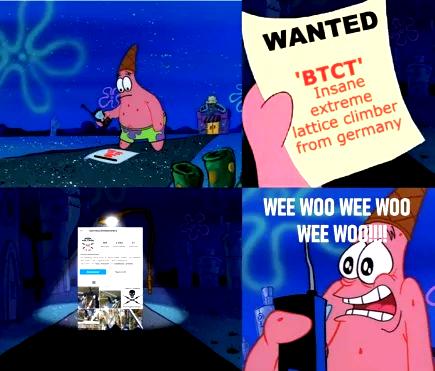 WANTED
'BTCT'
Insane
extreme
lattice climber
from germany
WEE WOO WEE WOO
WEE WOO!!!!